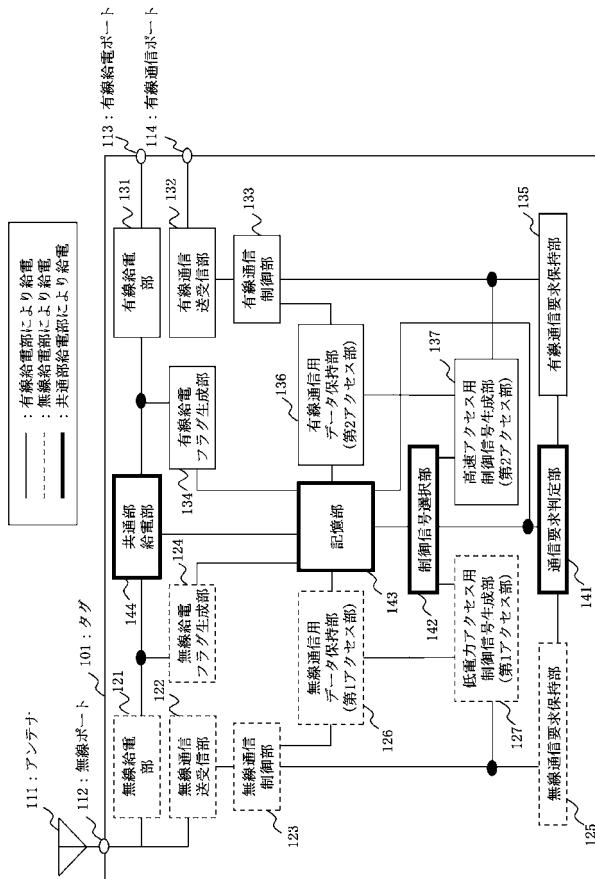 ―― : 有線給電部により給電
------ : 無線給電部により給電
━━ : 共通部給電部により給電
111 : アンテナ
112 : 無線ポート
101 : タグ
113 : 有線給電ポート
114 : 有線通信ポート
121
無線給電
部
144
共通部
給電部
131
有線給電
部
122
無線通信
送受信部
124
無線給電
フラグ生成部
134
有線給電
フラグ生成部
132
有線通信
送受信部
123
無線通信
制御部
133
有線通信
制御部
126
無線通信用
データ保持部
(第1アクセス部)
143
記憶部
136
有線通信用
データ保持部
(第2アクセス部)
142
制御信号選択部
127
低電力アクセス用
制御信号生成部
(第1アクセス部)
137
高速アクセス用
制御信号生成部
(第2アクセス部)
125
無線通信要求保持部
141
通信要求判定部
135
有線通信要求保持部